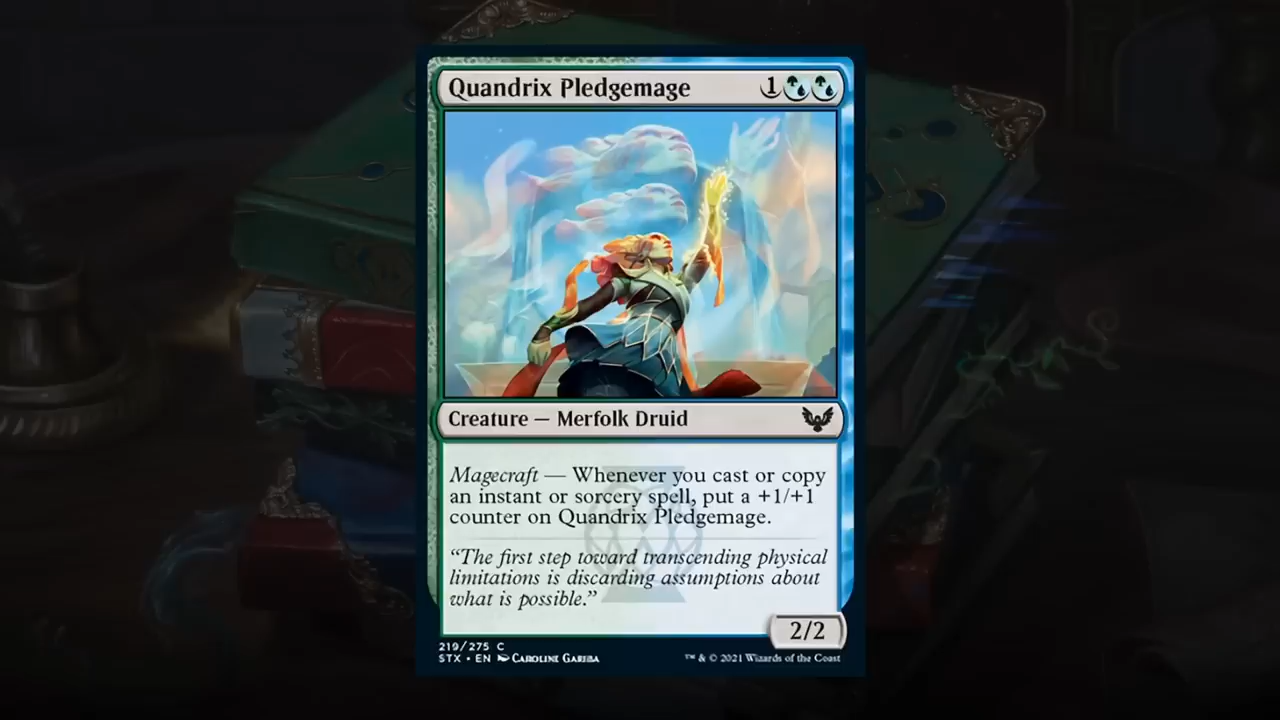 Quandrix Pledgemage 1
Creature — Merfolk Druid
Magecraft — Whenever you cast or copy
an instant or sorcery spell, put a +1/+1
counter on Quandrix Pledgemage.
“The first step toward transcending physical
limitations is discarding assumptions about
what is possible.”
2/2
219/275 C
STX • EN Caroline Gariba
™ & © 2021 Wizards of the Coast